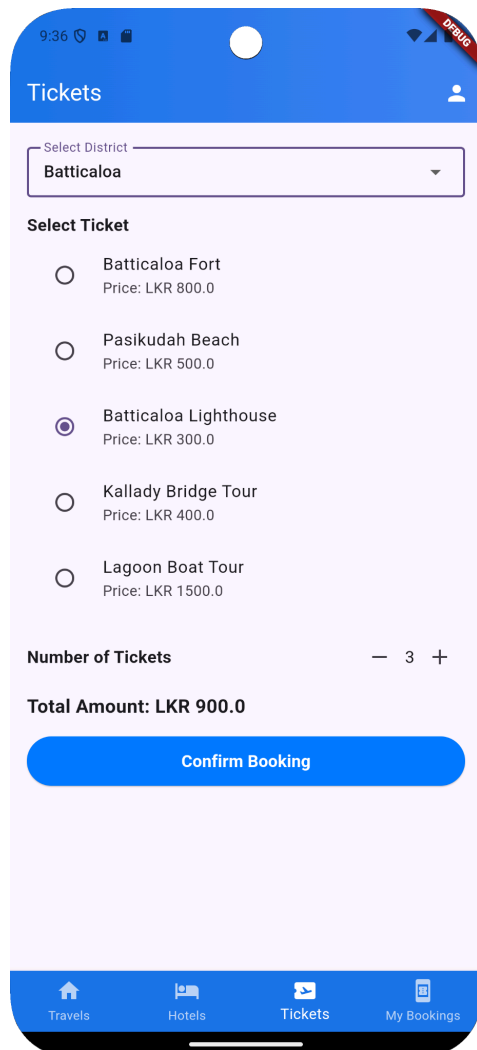 9:36
DEBUG
Tickets
Select District
Batticaloa
Select Ticket
Batticaloa Fort
Price: LKR 800.0
Pasikudah Beach
Price: LKR 500.0
Batticaloa Lighthouse
Price: LKR 300.0
Kallady Bridge Tour
Price: LKR 400.0
Lagoon Boat Tour
Price: LKR 1500.0
Number of Tickets 3
Total Amount: LKR 900.0
Confirm Booking
Travels Hotels Tickets My Bookings